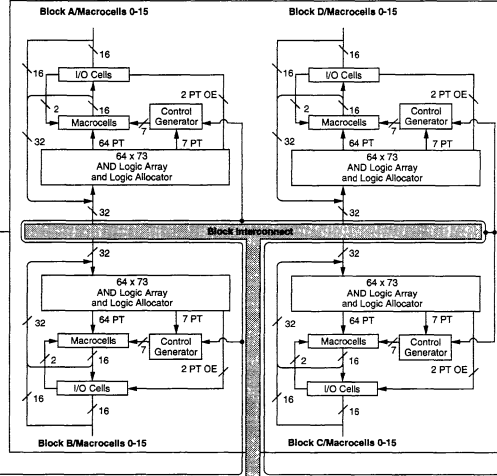 Block A/Macrocells 0-15
Block D/Macrocells 0-15
16
16
16
I/O Cells
2 PT OE
2
16
Control
Generator
Macrocells
7
32
64 PT
7 PT
64 x 73
AND Logic Array
and Logic Allocator
32
16
I/O Cells
2 PT OE
2
16
Control
Generator
Macrocells
7
32
64 PT
7 PT
64 x 73
AND Logic Array
and Logic Allocator
32
Block Interconnect
32
64 x 73
AND Logic Array
and Logic Allocator
32
64 PT
7 PT
Macrocells
7
Control
Generator
2
16
2 PT OE
I/O Cells
16
16
32
64 x 73
AND Logic Array
and Logic Allocator
32
64 PT
7 PT
Macrocells
7
Control
Generator
2
16
2 PT OE
I/O Cells
16
16
Block B/Macrocells 0-15
Block C/Macrocells 0-15